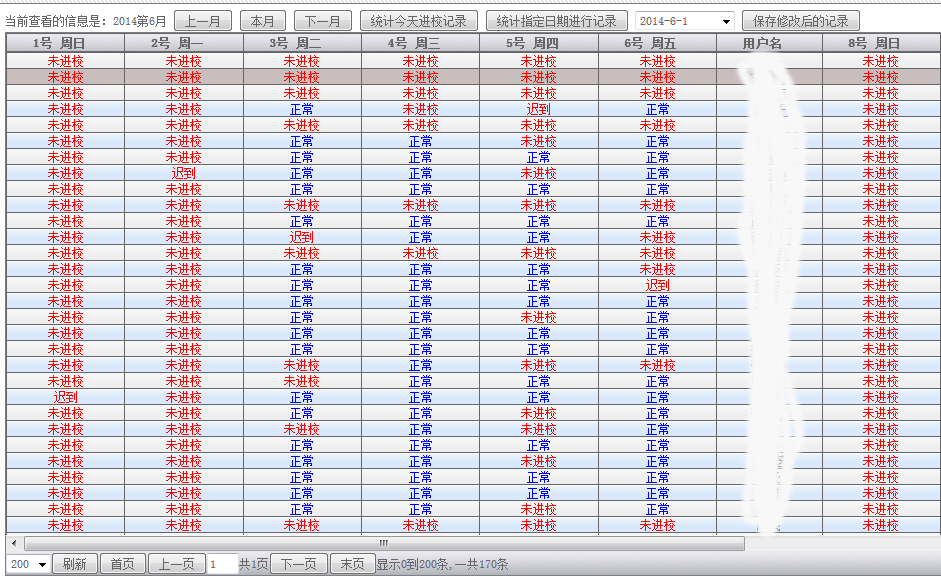 当前查看的信息是: 2014第6月 上一月 本月 下一月 统计今天进校记录 统计指定日期进行记录 2014-6-1 保存修改后的记录
1号 周日 2号 周一 3号 周二 4号 周三 5号 周四 6号 周五 用户名 8号 周日
未进校 未进校 未进校 未进校 未进校 未进校 未进校
未进校 未进校 未进校 未进校 未进校 未进校 未进校
未进校 未进校 未进校 未进校 未进校 未进校 未进校
未进校 未进校 正常 未进校 迟到 正常 未进校
未进校 未进校 未进校 未进校 未进校 未进校 未进校
未进校 未进校 正常 正常 未进校 正常 未进校
未进校 未进校 正常 正常 正常 正常 未进校
未进校 迟到 正常 正常 未进校 正常 未进校
未进校 未进校 正常 正常 正常 正常 未进校
未进校 未进校 未进校 未进校 未进校 未进校 未进校
未进校 未进校 正常 正常 正常 正常 未进校
未进校 未进校 迟到 正常 正常 未进校 未进校
未进校 未进校 未进校 未进校 未进校 未进校 未进校
未进校 未进校 正常 正常 正常 未进校 未进校
未进校 未进校 正常 正常 正常 迟到 未进校
未进校 未进校 正常 正常 正常 正常 未进校
未进校 未进校 正常 正常 未进校 正常 未进校
未进校 未进校 正常 正常 正常 正常 未进校
未进校 未进校 正常 正常 正常 正常 未进校
未进校 未进校 未进校 正常 未进校 未进校 未进校
未进校 未进校 未进校 正常 正常 正常 未进校
迟到 未进校 正常 正常 正常 正常 未进校
未进校 未进校 正常 正常 未进校 正常 未进校
未进校 未进校 未进校 正常 未进校 正常 未进校
未进校 未进校 正常 正常 正常 正常 未进校
未进校 未进校 正常 正常 未进校 正常 未进校
未进校 未进校 正常 正常 正常 正常 未进校
未进校 未进校 正常 正常 正常 正常 未进校
未进校 未进校 正常 正常 未进校 正常 未进校
未进校 未进校 未进校 未进校 未进校 未进校 未进校
200 刷新 首页 上一页 1 共1页 下一页 末页 显示0到200条,一共170条